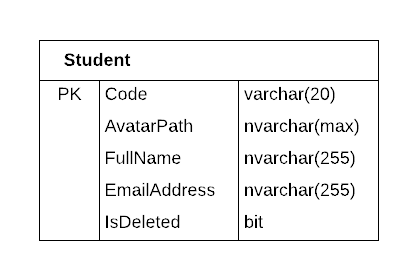 Student
PK Code varchar(20)
AvatarPath nvarchar(max)
FullName nvarchar(255)
EmailAddress nvarchar(255)
IsDeleted bit